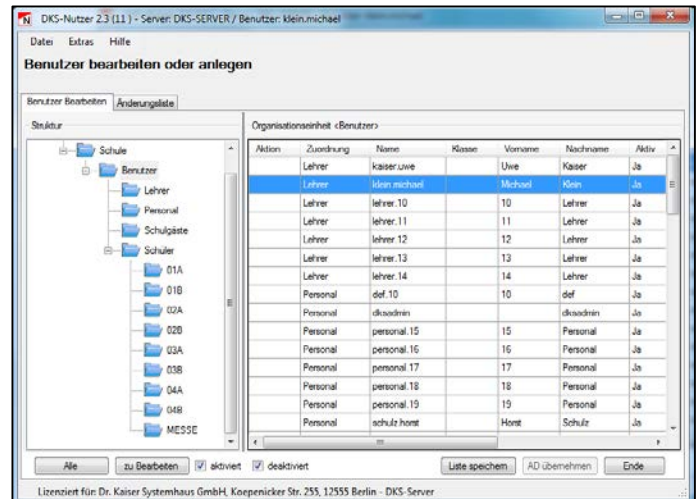 DKS-Nutzer 2.3 (11 ) - Server: DKS-SERVER / Benutzer: klein.michael
Datei Extras Hilfe
Benutzer bearbeiten oder anlegen
Benutzer Bearbeiten Änderungsliste
Struktur
Schule
Benutzer
Lehrer
Personal
Schulgäste
Schüler
01A
01B
02A
02B
03A
03B
04A
04B
MESSE
Organisationseinheit <Benutzer>
Aktion Zuordnung Name Klasse Vorname Nachname Aktiv
Lehrer kaiser.uwe Uwe Kaiser Ja
Lehrer klein.michael Michael Klein Ja
Lehrer lehrer.10 10 Lehrer Ja
Lehrer lehrer.11 11 Lehrer Ja
Lehrer lehrer.12 12 Lehrer Ja
Lehrer lehrer.13 13 Lehrer Ja
Lehrer lehrer.14 14 Lehrer Ja
Personal def.10 10 def Ja
Personal dksadmin dksadmin Ja
Personal personal.15 15 Personal Ja
Personal personal.16 16 Personal Ja
Personal personal.17 17 Personal Ja
Personal personal.18 18 Personal Ja
Personal personal.19 19 Personal Ja
Personal schulz.horst Horst Schulz Ja
Alle zu Bearbeiten aktiviert deaktiviert Liste speichern AD übernehmen Ende
Lizenziert für: Dr. Kaiser Systemhaus GmbH, Koepenicker Str. 255, 12555 Berlin - DKS-Server